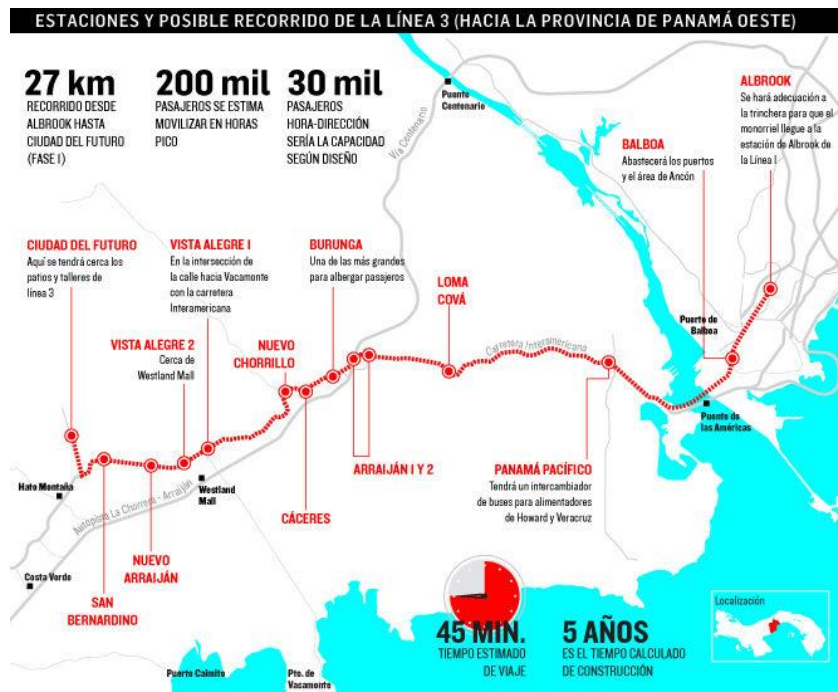 ESTACIONES Y POSIBLE RECORRIDO DE LA LÍNEA 3 (HACIA LA PROVINCIA DE PANAMÁ OESTE)
27 km
RECORRIDO DESDE
ALBROOK HASTA
CIUDAD DEL FUTURO
(FASE I)
200 mil
PASAJEROS SE ESTIMA
MOVILIZAR EN HORAS
PICO
30 mil
PASAJEROS
HORA-DIRECCIÓN
SERÍA LA CAPACIDAD
SEGÚN DISEÑO
Puente
Centenario
Vía Centenario
ALBROOK
Se hará adecuación a
la trinchera para que el
monorriel llegue a la
estación de Albrook de
la Línea I
BALBOA
Abastecerá los puertos
y el área de Ancón
CIUDAD DEL FUTURO
Aquí se tendrá cerca los
patios y talleres de
línea 3
VISTA ALEGRE I
En la intersección de
la calle hacia Vacamonte
con la carretera
Interamericana
BURUNGA
Una de las más grandes
para albergar pasajeros
LOMA
COVÁ
VISTA ALEGRE 2
Cerca de
Westland Mall
NUEVO
CHORRILLO
Carretera Interamericana
Puerto de
Balboa
Puente de
las Américas
Hato Montaña
Autopista La Chorrera - Arraiján
Westland
Mall
ARRAIJÁN I Y 2
PANAMÁ PACÍFICO
Tendrá un intercambiador
de buses para alimentadores
de Howard y Veracruz
CÁCERES
Costa Verde
NUEVO
ARRAIJÁN
SAN
BERNARDINO
45 MIN.
TIEMPO ESTIMADO
DE VIAJE
5 AÑOS
ES EL TIEMPO CALCULADO
DE CONSTRUCCIÓN
Localización
Puerto Caimito
Pto. de
Vacamonte